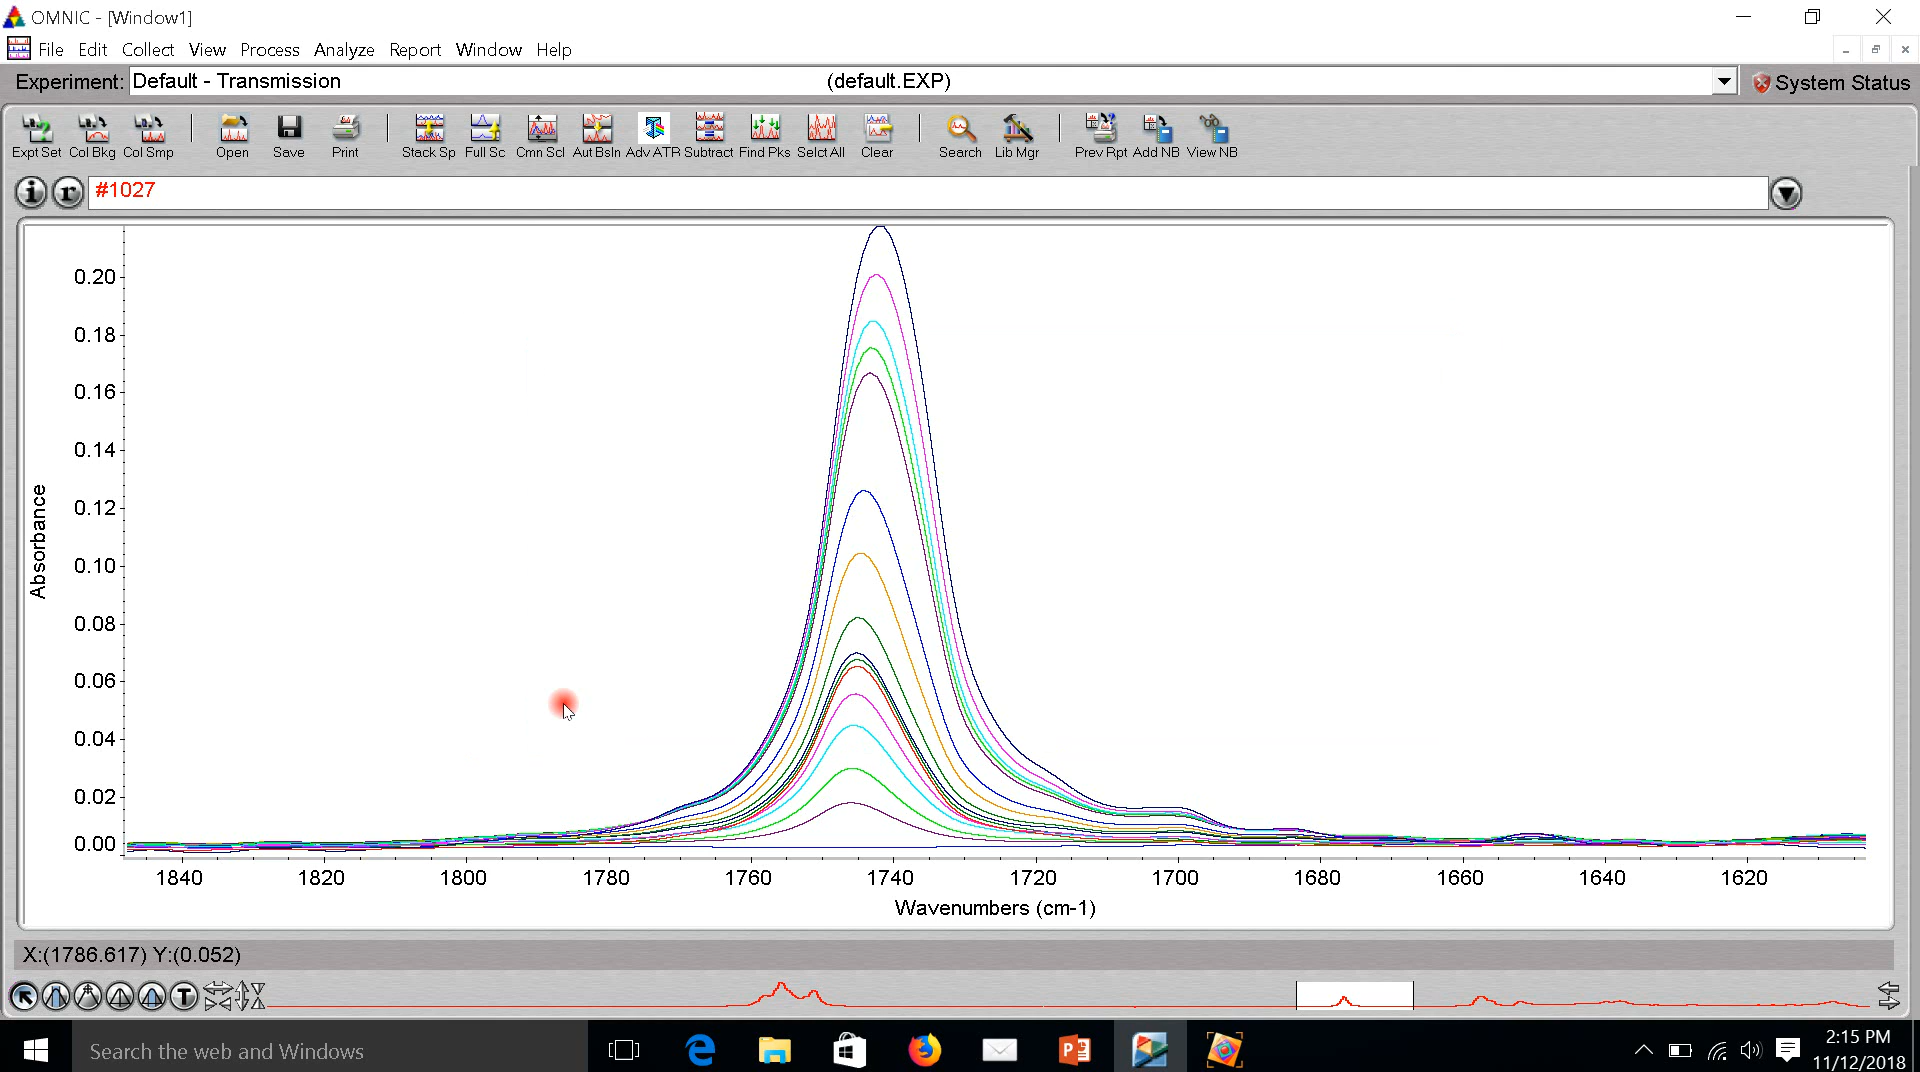 OMNIC - [Window1]
File Edit Collect View Process Analyze Report Window Help
Experiment: Default - Transmission (default.EXP) System Status
Expt Set Col Bkg Col Smp Open Save Print Stack Sp Full Sc Cmn Scl Aut Bsln Adv ATR Subtract Find Pks Selct All Clear Search Lib Mgr Prev Rpt Add NB View NB
i r #1027
0.20
0.18
0.16
0.14
0.12
0.10
0.08
0.06
0.04
0.02
0.00
Absorbance
1840 1820 1800 1780 1760 1740 1720 1700 1680 1660 1640 1620
Wavenumbers (cm-1)
X:(1786.617) Y:(0.052)
T
Search the web and Windows
2:15 PM
11/12/2018